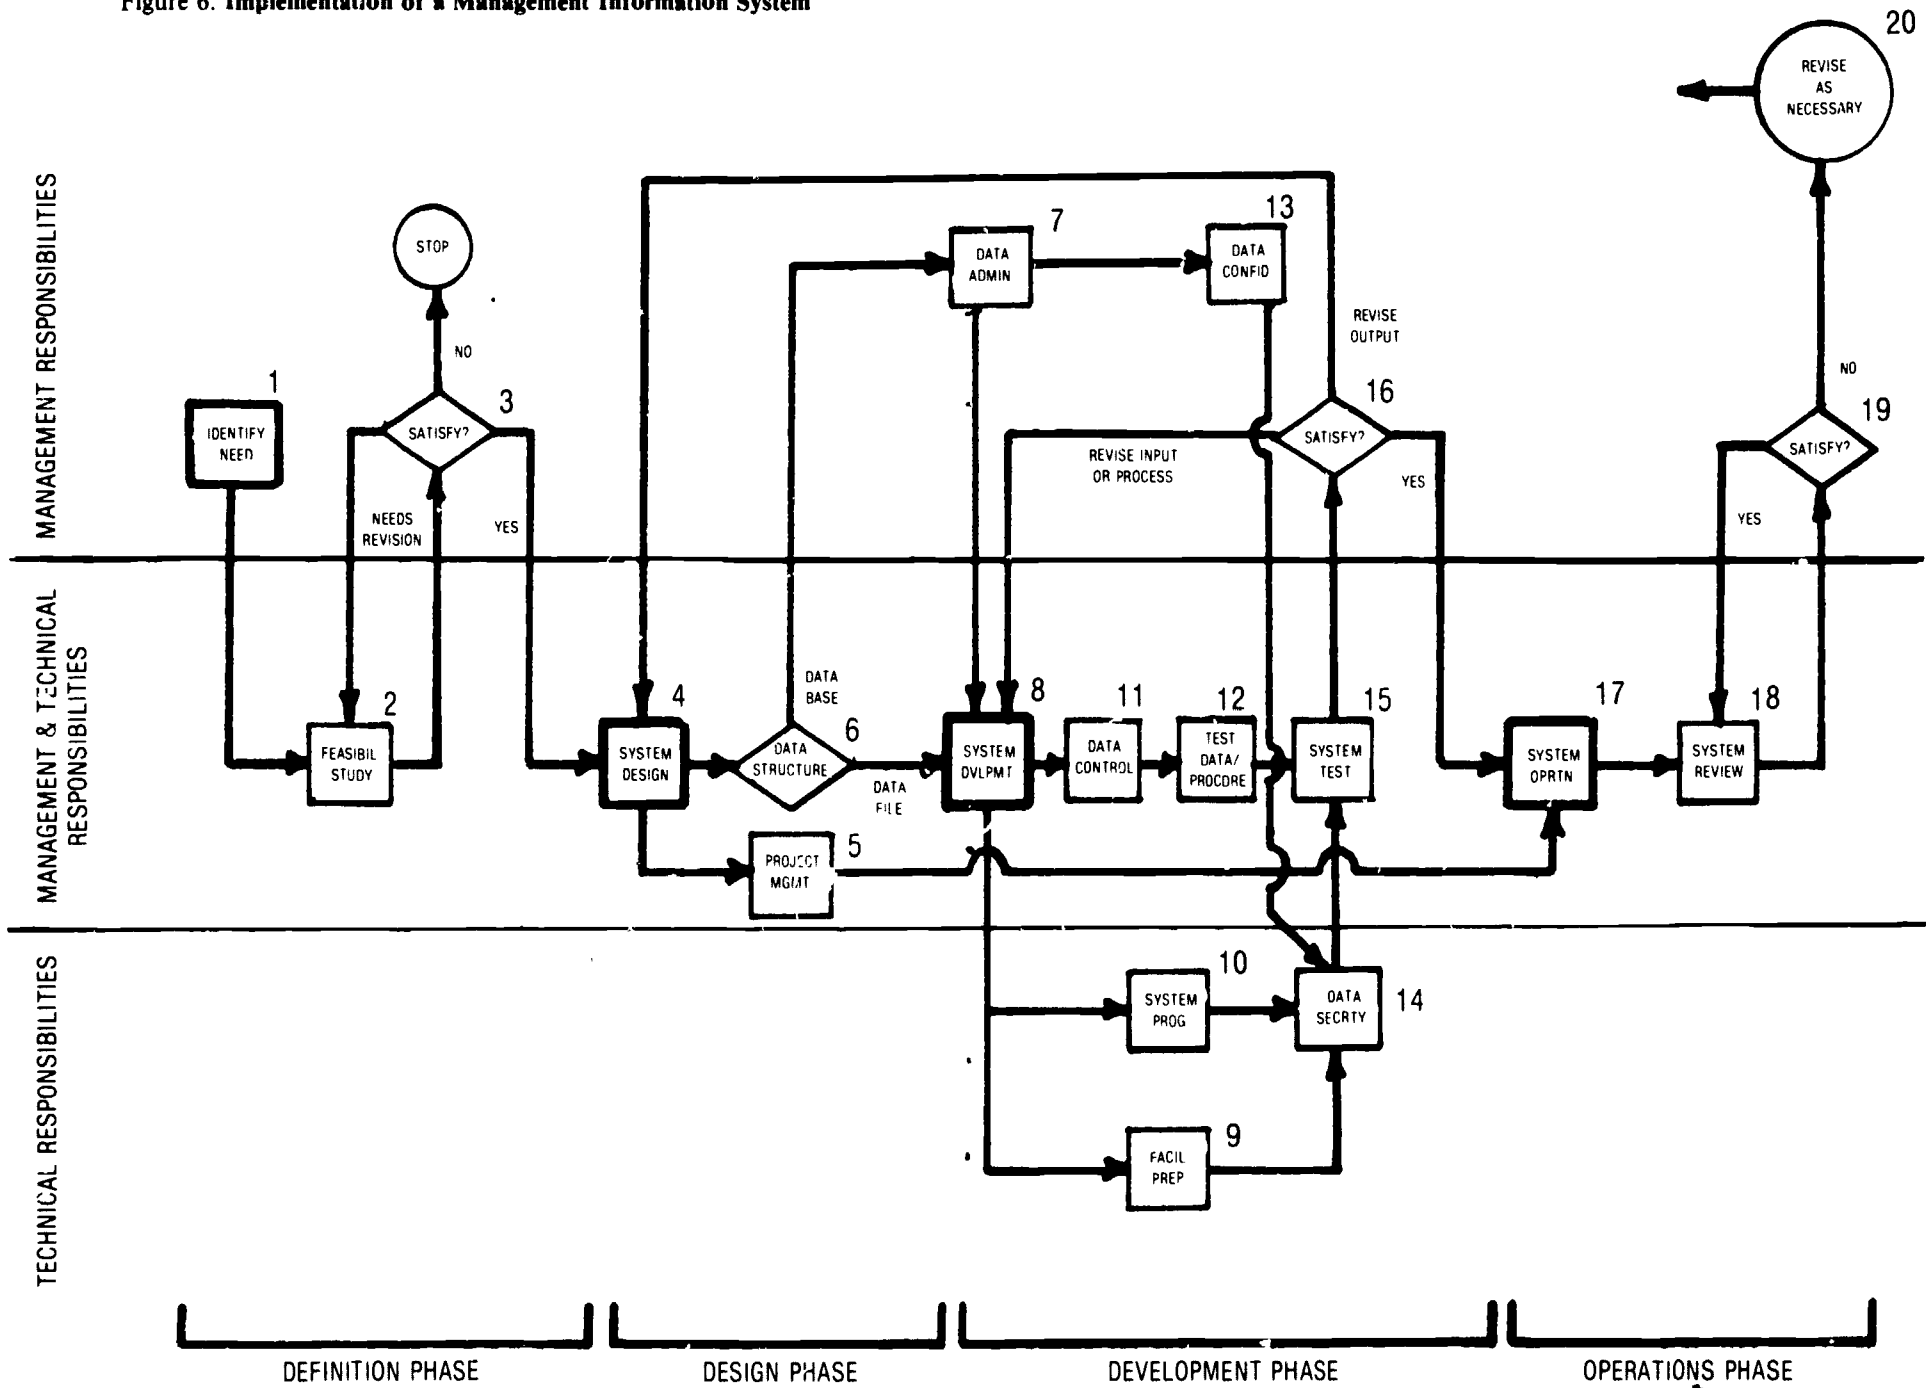 Figure 6. Implementation of a Management Information System
20
REVISE
AS
NECESSARY
MANAGEMENT RESPONSIBILITIES
STOP
NO
1
IDENTIFY
NEED
3
SATISFY?
NEEDS
REVISION
YES
7
DATA
ADMIN
13
DATA
CONFID
REVISE
OUTPUT
16
SATISFY?
REVISE INPUT
OR PROCESS
YES
NO
19
SATISFY?
YES
MANAGEMENT & TECHNICAL
RESPONSIBILITIES
2
FEASIBIL
STUDY
4
SYSTEM
DESIGN
DATA
BASE
6
DATA
STRUCTURE
DATA
FILE
5
PROJECT
MGMT
8
SYSTEM
DVLPMT
11
DATA
CONTROL
12
TEST
DATA/
PROCDRE
15
SYSTEM
TEST
17
SYSTEM
OPRTN
18
SYSTEM
REVIEW
TECHNICAL RESPONSIBILITIES
10
SYSTEM
PROG
14
DATA
SECRTY
9
FACIL
PREP
DEFINITION PHASE
DESIGN PHASE
DEVELOPMENT PHASE
OPERATIONS PHASE